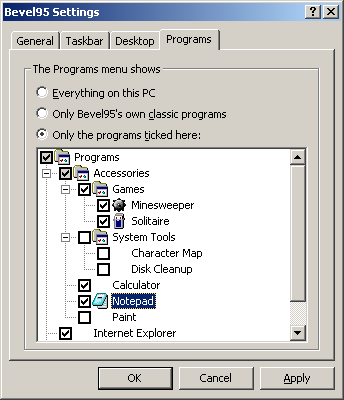 Bevel95 Settings
General Taskbar Desktop Programs
The Programs menu shows
Everything on this PC
Only Bevel95's own classic programs
Only the programs ticked here:
Programs
Accessories
Games
Minesweeper
Solitaire
System Tools
Character Map
Disk Cleanup
Calculator
Notepad
Paint
Internet Explorer
OK Cancel Apply